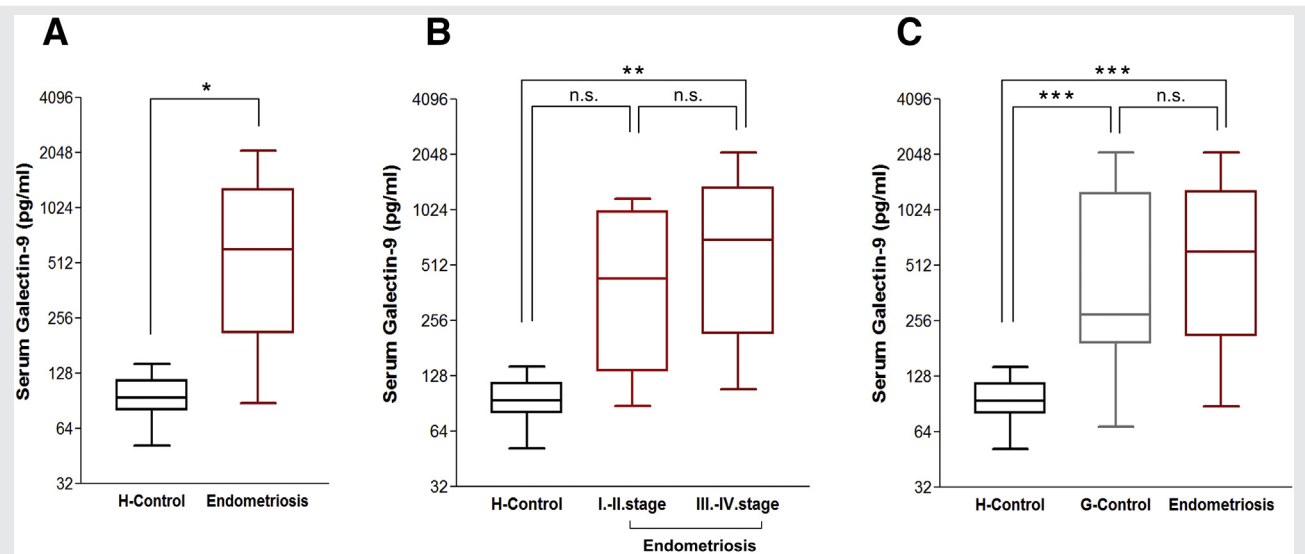 A
*
Serum Galectin-9 (pg/ml)
4096
2048
1024
512
256
128
64
32
H-Control Endometriosis
B
**
n.s. n.s.
Serum Galectin-9 (pg/ml)
4096
2048
1024
512
256
128
64
32
H-Control I.-II.stage III.-IV.stage
Endometriosis
C
***
*** n.s.
Serum Galectin-9 (pg/ml)
4096
2048
1024
512
256
128
64
32
H-Control G-Control Endometriosis